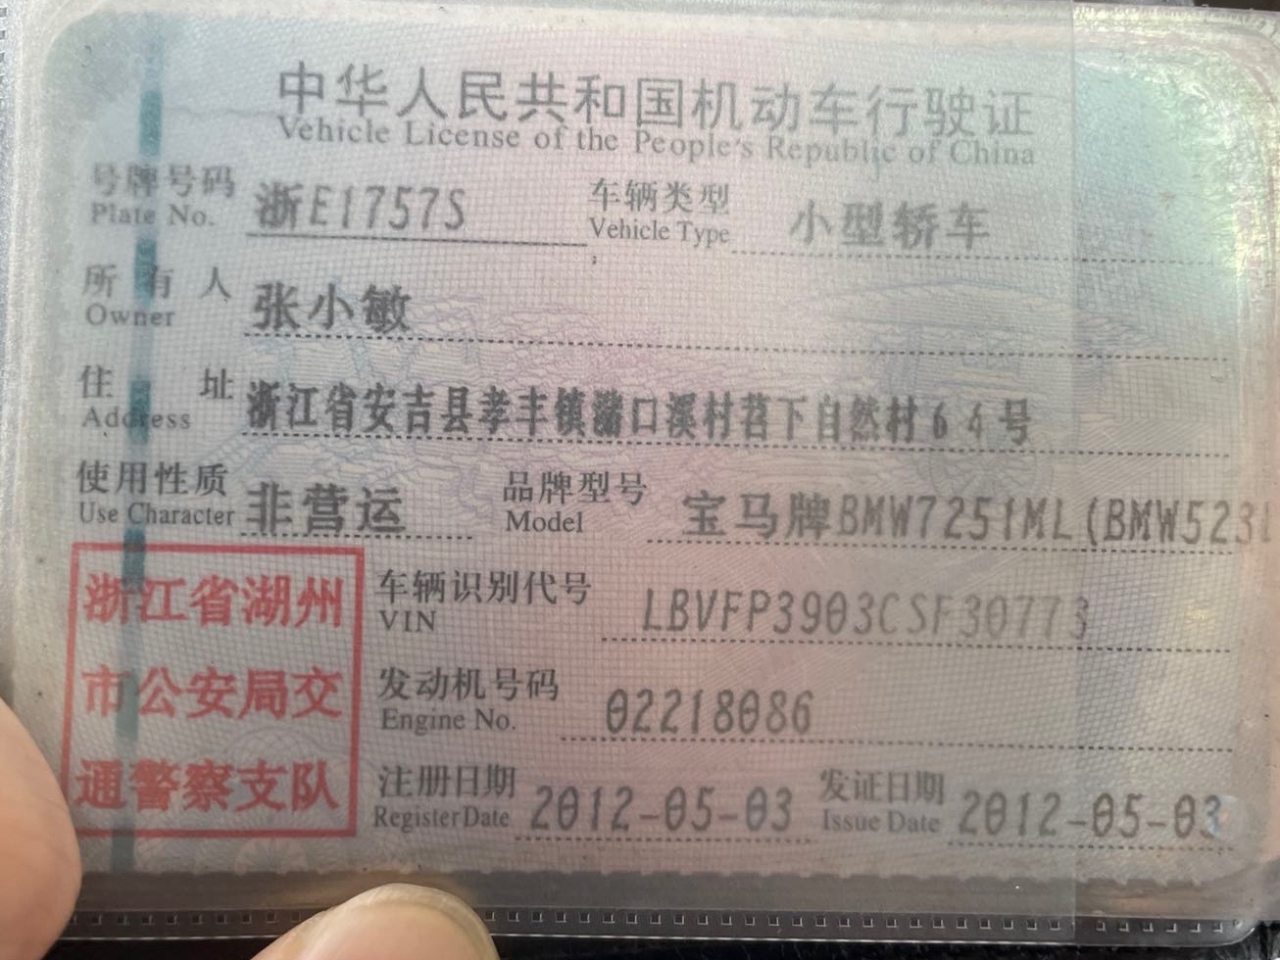 中华人民共和国机动车行驶证
Vehicle License of the People's Republic of China
号牌号码 浙E1757S 车辆类型 小型轿车
Plate No. Vehicle Type
所有人 张小敏
Owner
住址 浙江省安吉县孝丰镇潴口溪村莒下自然村64号
Address
使用性质 非营运 品牌型号 宝马牌BMW7251ML(BMW523L
Use Character Model
浙江省湖州
市公安局交
通警察支队
车辆识别代号 LBVFP3903CSF30773
VIN
发动机号码 02218086
Engine No.
注册日期 2012-05-03 发证日期 2012-05-03
Register Date Issue Date